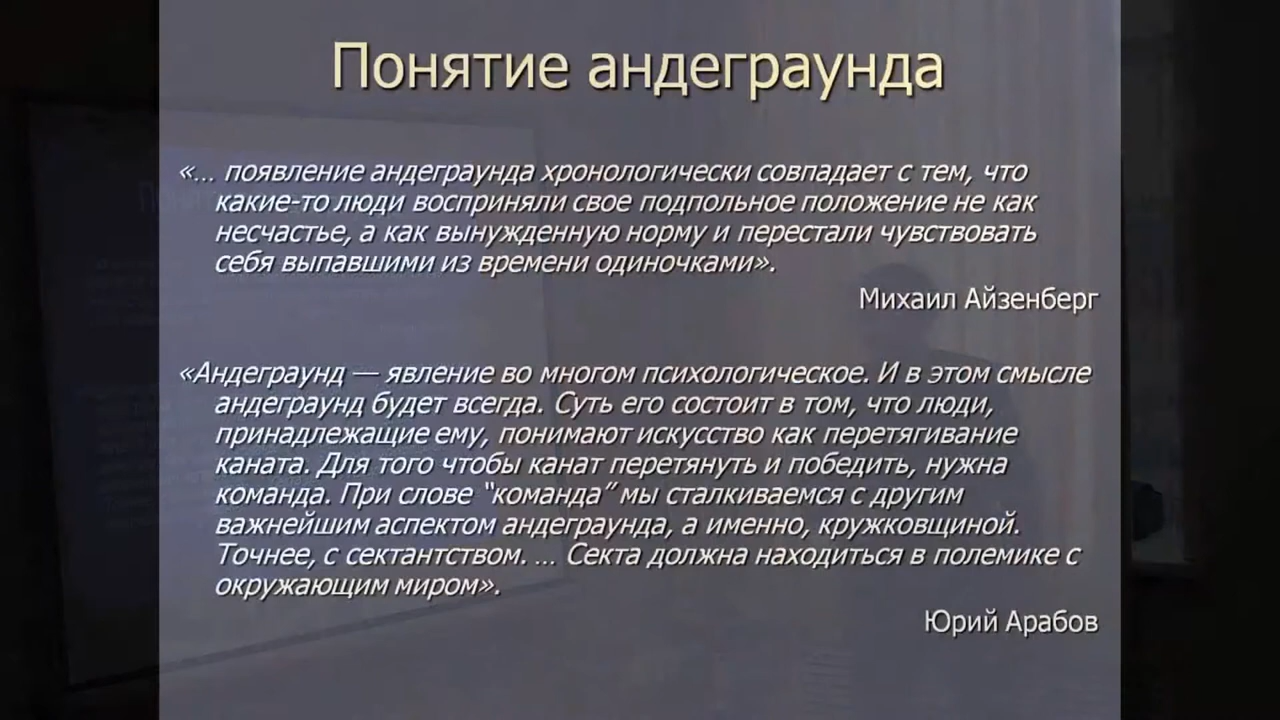 Понятие андеграунда
«… появление андеграунда хронологически совпадает с тем, что
какие-то люди восприняли свое подпольное положение не как
несчастье, а как вынужденную норму и перестали чувствовать
себя выпавшими из времени одиночками».
Михаил Айзенберг
«Андеграунд — явление во многом психологическое. И в этом смысле
андеграунд будет всегда. Суть его состоит в том, что люди,
принадлежащие ему, понимают искусство как перетягивание
каната. Для того чтобы канат перетянуть и победить, нужна
команда. При слове “команда” мы сталкиваемся с другим
важнейшим аспектом андеграунда, а именно, кружковщиной.
Точнее, с сектантством. … Секта должна находиться в полемике с
окружающим миром».
Юрий Арабов